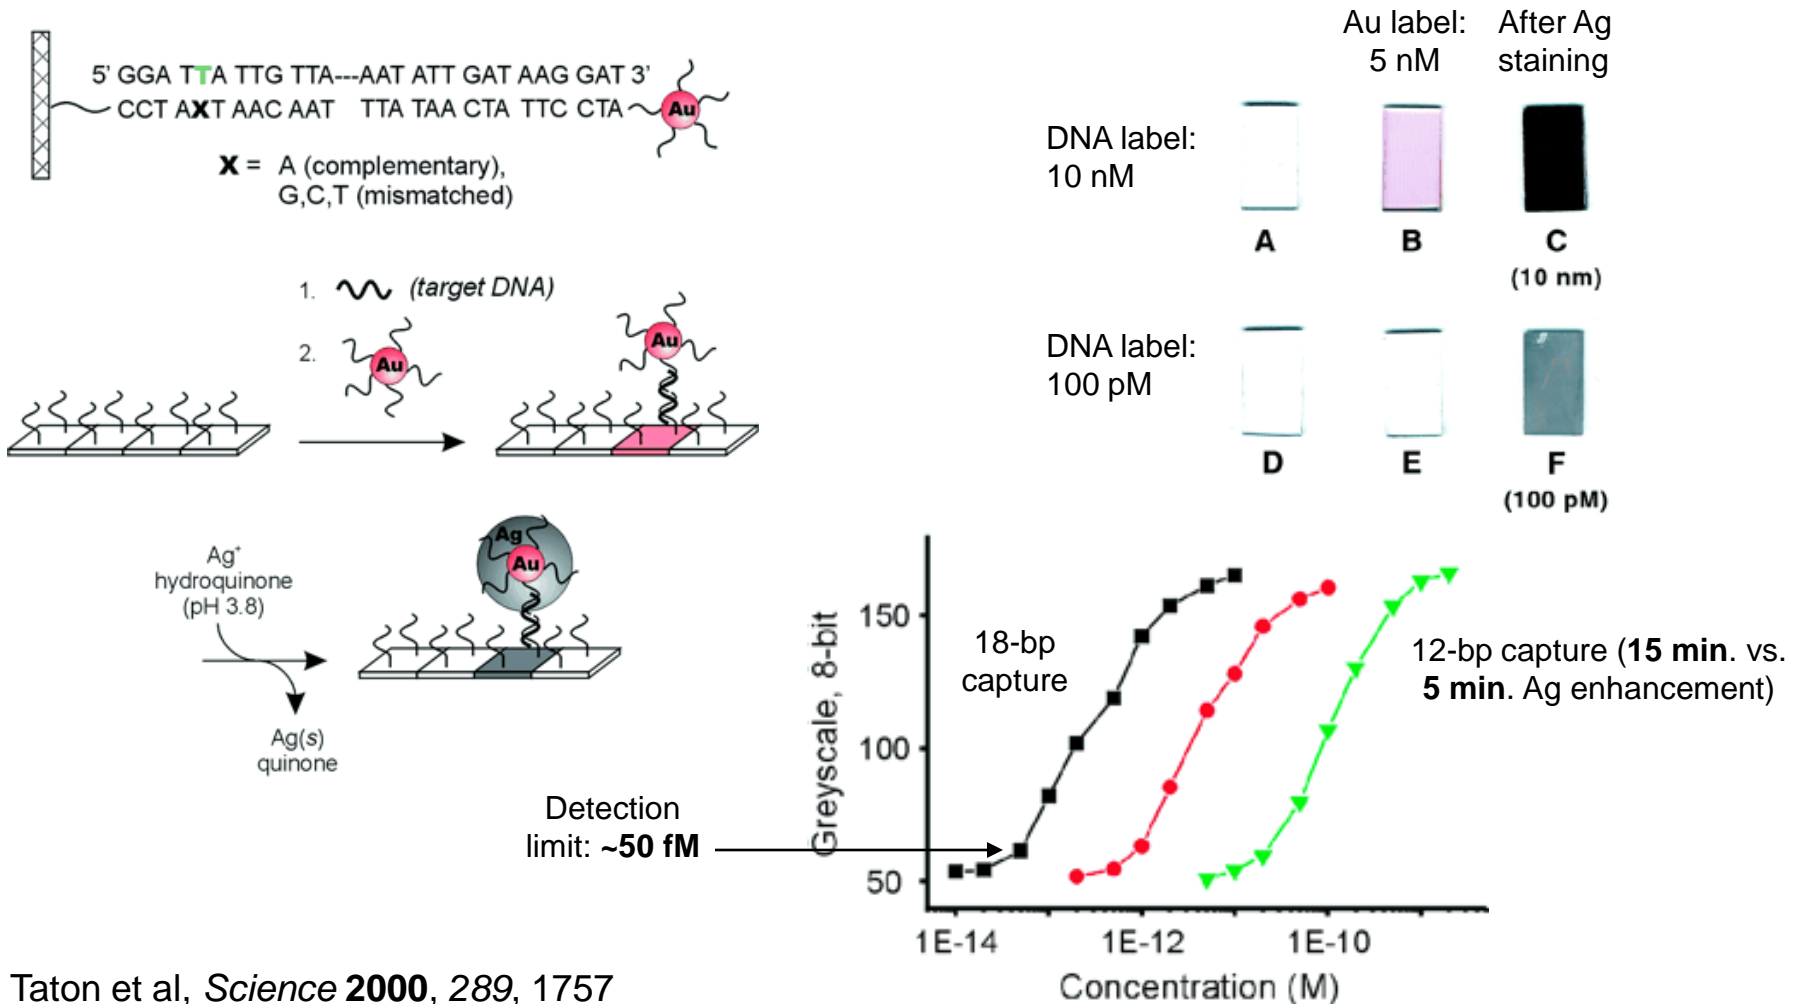 5' GGA TTA TTG TTA---AAT ATT GAT AAG GAT 3'
CCT AXT AAC AAT TTA TAA CTA TTC CTA
Au
X = A (complementary),
G,C,T (mismatched)
1. (target DNA)
2.
Au
Au
Ag+
hydroquinone
(pH 3.8)
Ag(s)
quinone
Ag
Au
Au label:
5 nM
After Ag
staining
DNA label:
10 nM
A
B
C
(10 nm)
DNA label:
100 pM
D
E
F
(100 pM)
Greyscale, 8-bit
150
100
50
18-bp
capture
12-bp capture (15 min. vs.
5 min. Ag enhancement)
Detection
limit: ~50 fM
1E-14
1E-12
1E-10
Concentration (M)
Taton et al, Science 2000, 289, 1757